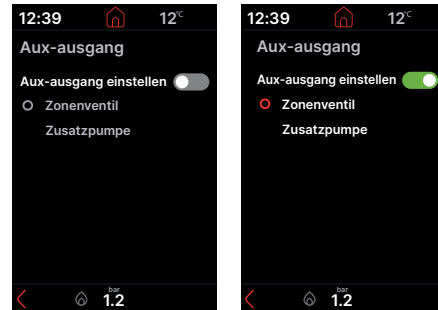 12:39 12°C
Aux-ausgang
Aux-ausgang einstellen
Zonenventil
Zusatzpumpe
bar
1.2
12:39 12°C
Aux-ausgang
Aux-ausgang einstellen
Zonenventil
Zusatzpumpe
bar
1.2